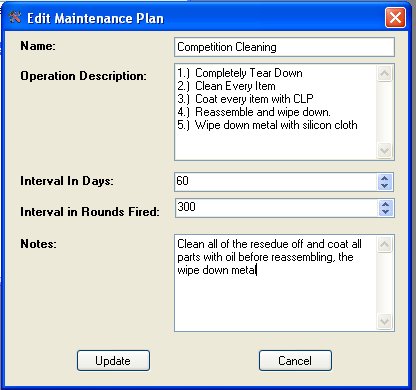 Edit Maintenance Plan
Name: Competition Cleaning
Operation Description: 1.) Completely Tear Down
2.) Clean Every Item
3.) Coat every item with CLP
4.) Reassemble and wipe down.
5.) Wipe down metal with silicon cloth
Interval In Days: 60
Interval in Rounds Fired: 300
Notes: Clean all of the resedue off and coat all
parts with oil before reassembling, the
wipe down metal
Update Cancel